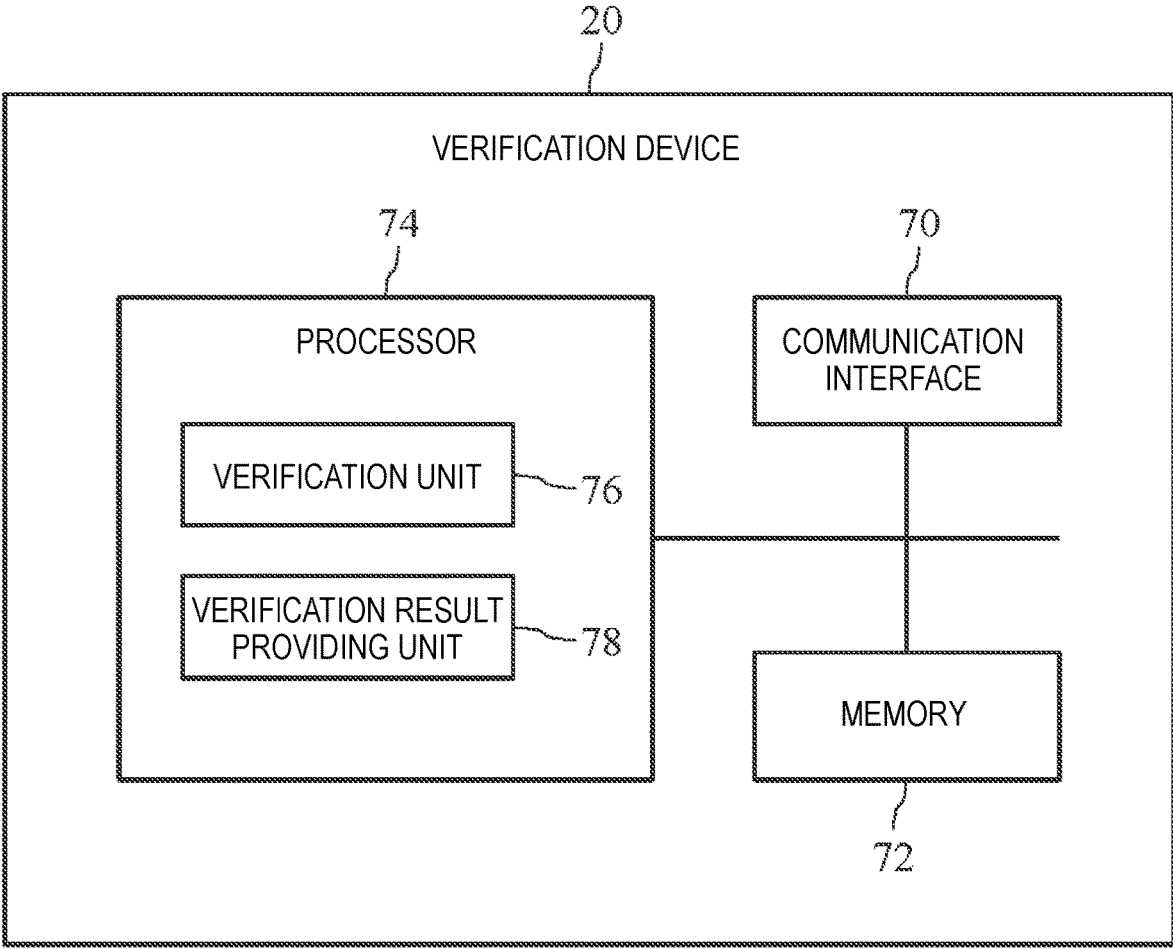 20
VERIFICATION DEVICE
74
70
PROCESSOR
COMMUNICATION
INTERFACE
VERIFICATION UNIT
76
VERIFICATION RESULT
PROVIDING UNIT
78
MEMORY
72